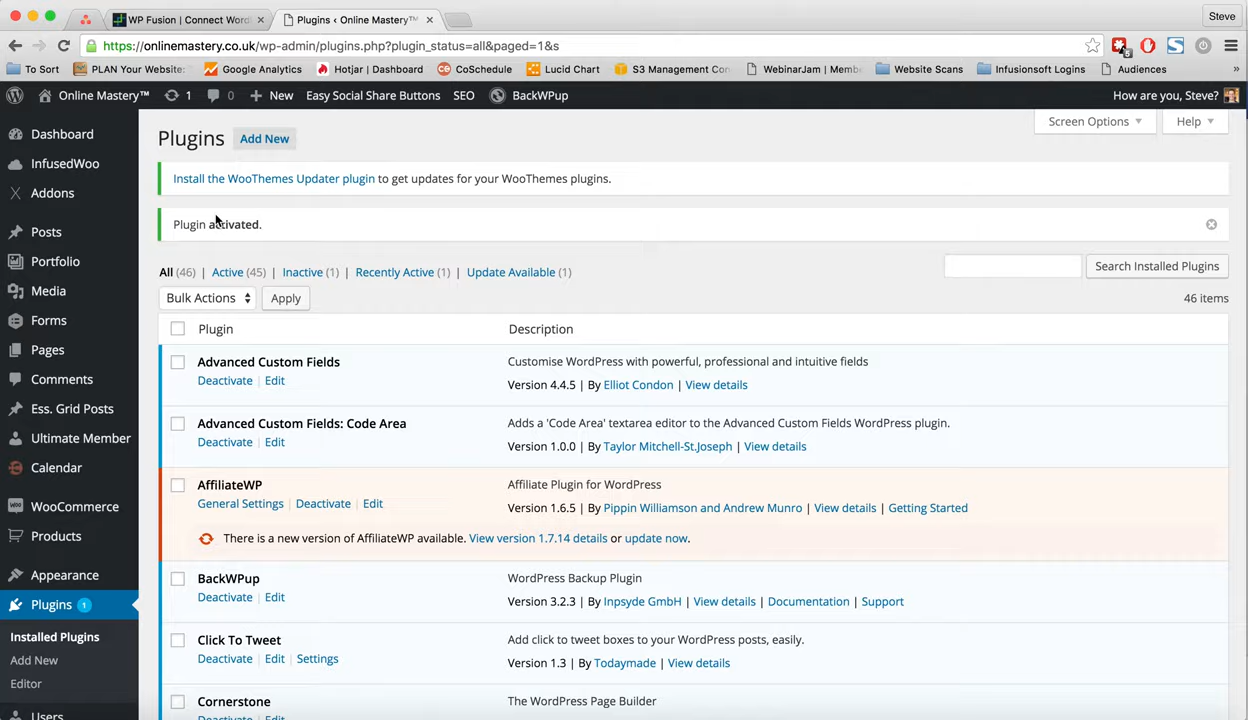 WP Fusion | Connect Wor
Plugins ‹ Online Mastery™
Steve
https://onlinemastery.co.uk/wp-admin/plugins.php?plugin_status=all&paged=1&s
To Sort
PLAN Your Website:
Google Analytics
Hotjar | Dashboard
CoSchedule
Lucid Chart
S3 Management Con
WebinarJam | Memb
Website Scans
Infusionsoft Logins
Audiences
»
Online Mastery™ 1 0 New Easy Social Share Buttons SEO BackWPup How are you, Steve?
Dashboard
InfusedWoo
Addons
Posts
Portfolio
Media
Forms
Pages
Comments
Ess. Grid Posts
Ultimate Member
Calendar
WooCommerce
Products
Appearance
Plugins 1
Installed Plugins
Add New
Editor
Users
Screen Options
Help
Plugins Add New
Install the WooThemes Updater plugin to get updates for your WooThemes plugins.
Plugin activated.
All (46) | Active (45) | Inactive (1) | Recently Active (1) | Update Available (1)
Search Installed Plugins
Bulk Actions Apply
46 items
Plugin Description
Advanced Custom Fields
Deactivate | Edit
Customise WordPress with powerful, professional and intuitive fields
Version 4.4.5 | By Elliot Condon | View details
Advanced Custom Fields: Code Area
Deactivate | Edit
Adds a 'Code Area' textarea editor to the Advanced Custom Fields WordPress plugin.
Version 1.0.0 | By Taylor Mitchell-St.Joseph | View details
AffiliateWP
General Settings | Deactivate | Edit
Affiliate Plugin for WordPress
Version 1.6.5 | By Pippin Williamson and Andrew Munro | View details | Getting Started
There is a new version of AffiliateWP available. View version 1.7.14 details or update now.
BackWPup
Deactivate | Edit
WordPress Backup Plugin
Version 3.2.3 | By Inpsyde GmbH | View details | Documentation | Support
Click To Tweet
Deactivate | Edit | Settings
Add click to tweet boxes to your WordPress posts, easily.
Version 1.3 | By Todaymade | View details
Cornerstone
Deactivate | Edit
The WordPress Page Builder